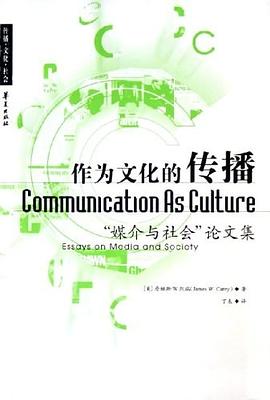 传播·文化·社会
华夏出版社
作为文化的传播
Communication As Culture
“媒介与社会”论文集
Essays on Media and Society
[美] 詹姆斯·W.凯瑞(James W. Carey) 著
丁未 译